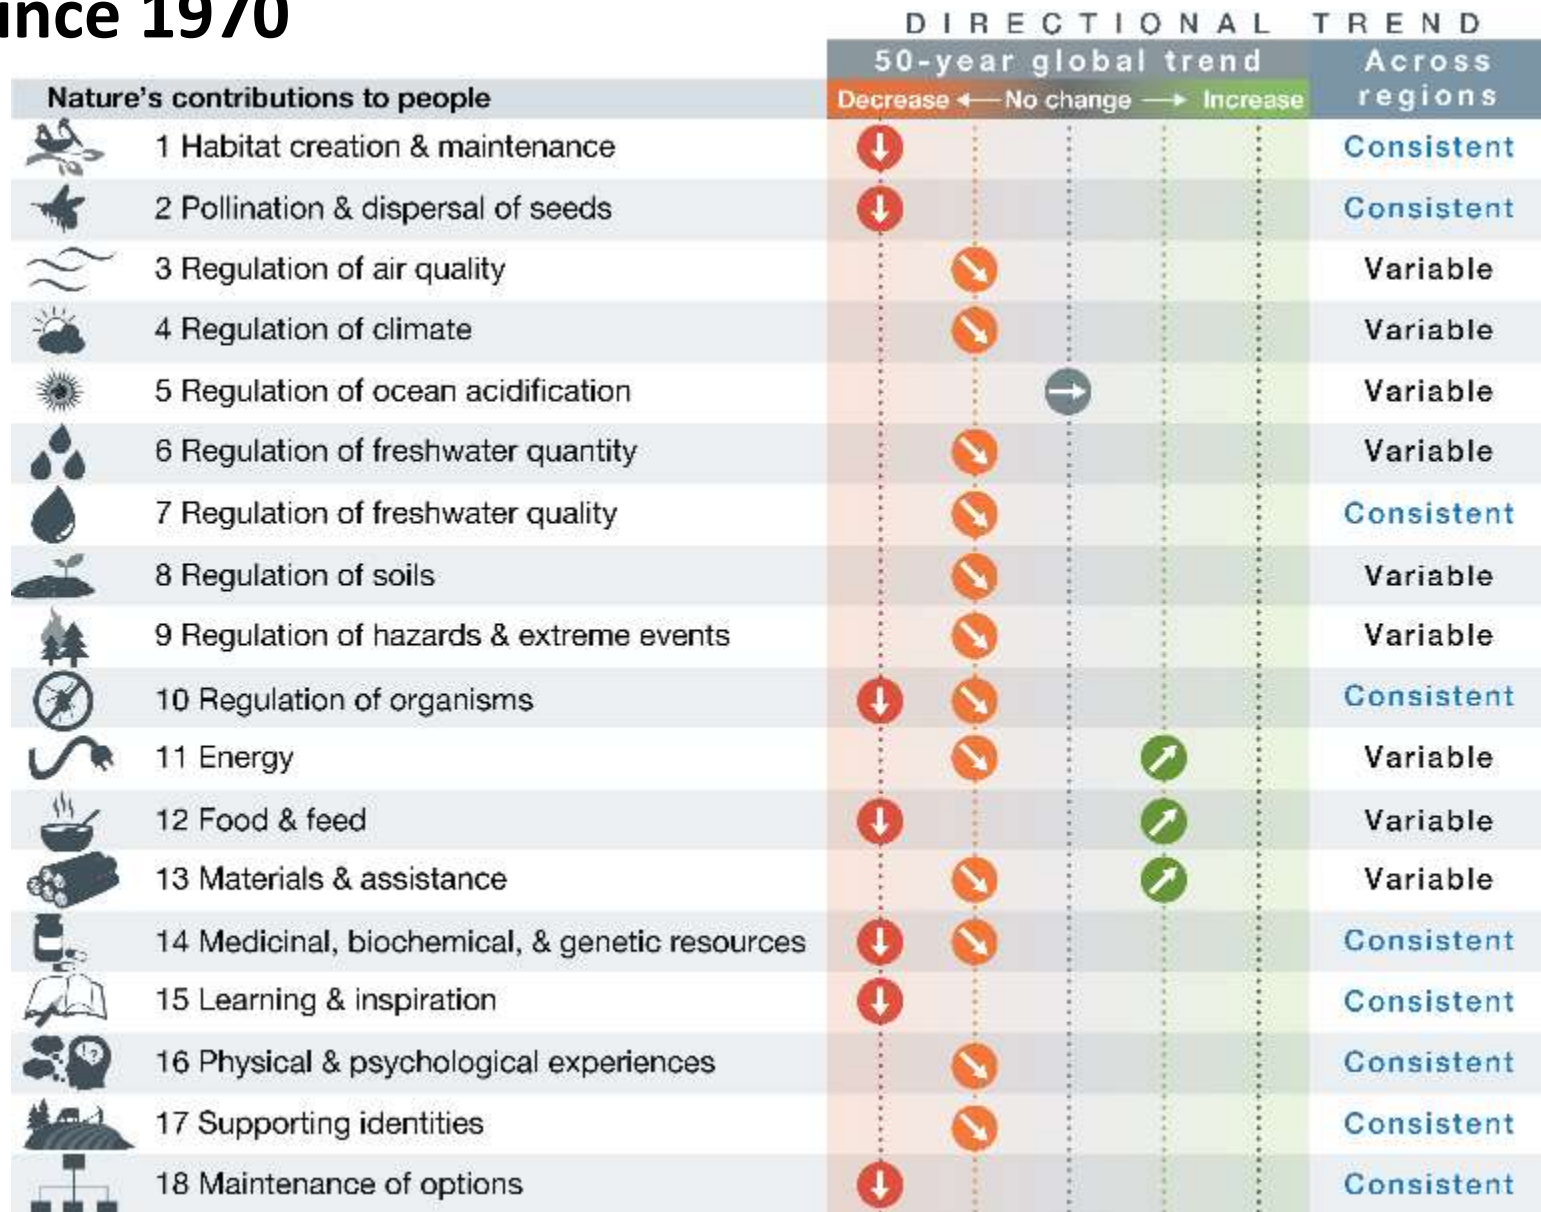 ince 1970
DIRECTIONAL TREND
50-year global trend
Across regions
Nature's contributions to people
Decrease ← No change → Increase
1 Habitat creation & maintenance Consistent
2 Pollination & dispersal of seeds Consistent
3 Regulation of air quality Variable
4 Regulation of climate Variable
5 Regulation of ocean acidification Variable
6 Regulation of freshwater quantity Variable
7 Regulation of freshwater quality Consistent
8 Regulation of soils Variable
9 Regulation of hazards & extreme events Variable
10 Regulation of organisms Consistent
11 Energy Variable
12 Food & feed Variable
13 Materials & assistance Variable
14 Medicinal, biochemical, & genetic resources Consistent
15 Learning & inspiration Consistent
16 Physical & psychological experiences Consistent
17 Supporting identities Consistent
18 Maintenance of options Consistent